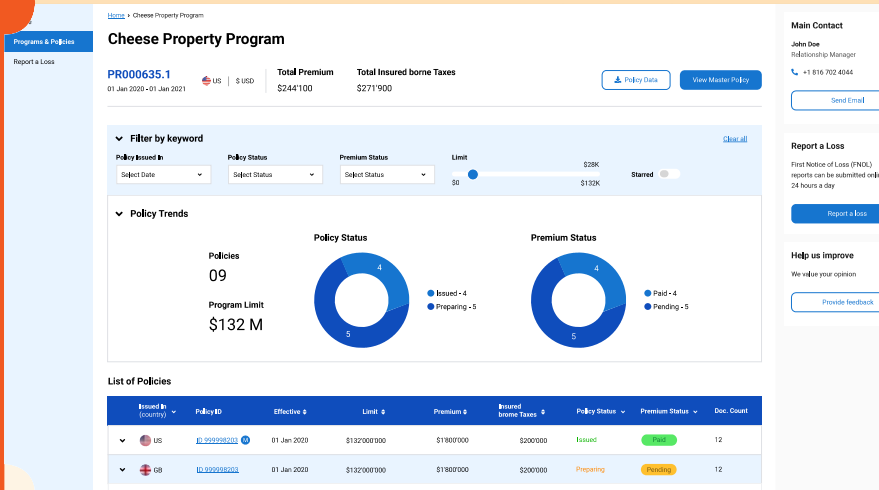 Home › Cheese Property Program
Cheese Property Program
Programs & Policies
Report a Loss
PR000635.1
01 Jan 2020 - 01 Jan 2021
US
$ USD
Total Premium
$244'100
Total Insured borne Taxes
$271'900
Policy Data
View Master Policy
Filter by keyword
Clear all
Policy Issued In
Select Date
Policy Status
Select Status
Premium Status
Select Status
Limit
$28K
$0
$132K
Starred
Policy Trends
Policies
09
Program Limit
$132 M
Policy Status
4
5
Issued - 4
Preparing - 5
Premium Status
4
5
Paid - 4
Pending - 5
List of Policies
Issued In (country) Policy ID Effective Limit Premium Insured brome Taxes Policy Status Premium Status Doc. Count
US ID 999998203 M 01 Jan 2020 $132'000'000 $1'800'000 $200'000 Issued Paid 12
GB ID 999998203 01 Jan 2020 $132'000'000 $1'800'000 $200'000 Preparing Pending 12
Main Contact
John Doe
Relationship Manager
+1 816 702 4044
Send Email
Report a Loss
First Notice of Loss (FNOL)
reports can be submitted onli
24 hours a day
Report a loss
Help us improve
We value your opinion
Provide feedback